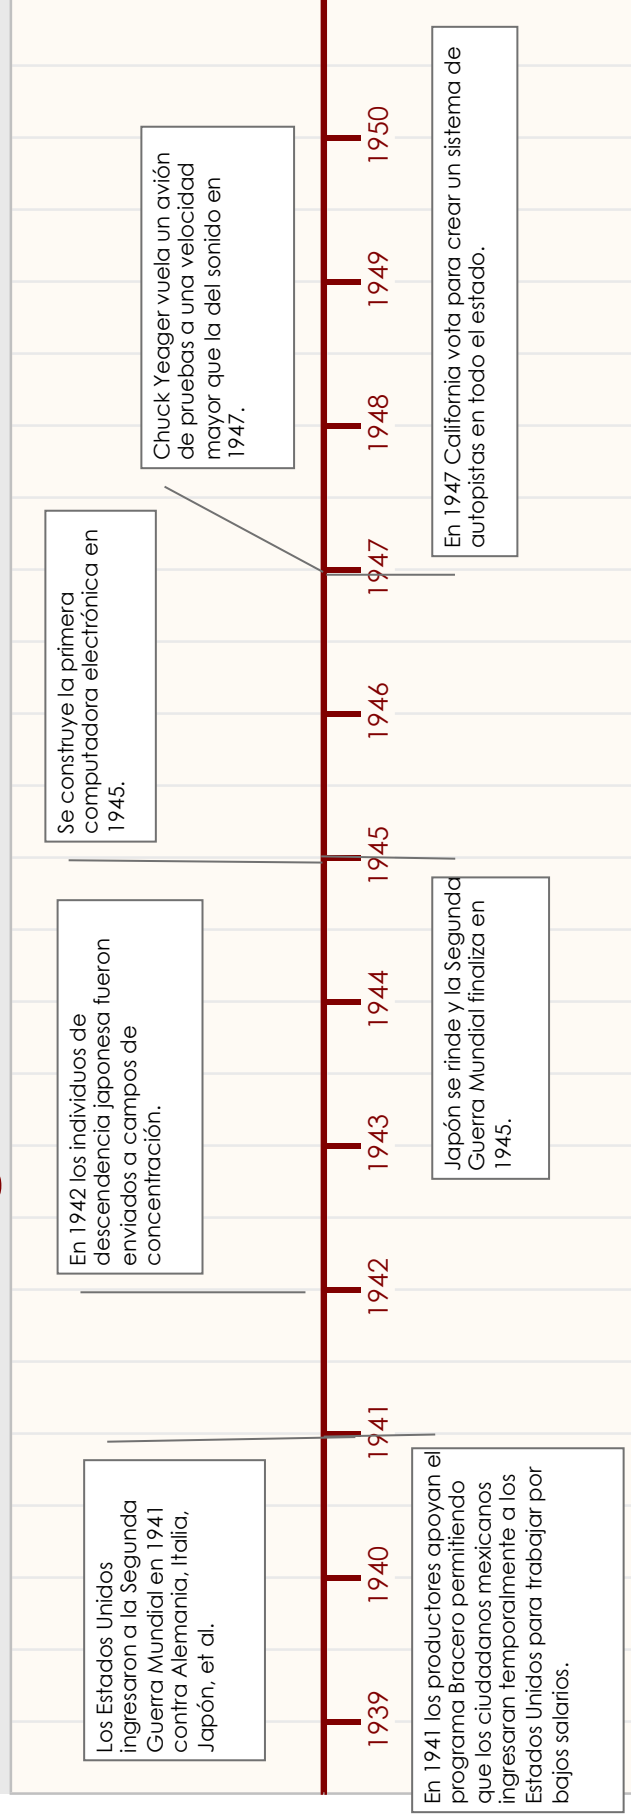 Los Estados Unidos
ingresaron a la Segunda
Guerra Mundial en 1941
contra Alemania, Italia,
Japón, et al.
En 1942 los individuos de
descendencia japonesa fueron
enviados a campos de
concentración.
Se construye la primera
computadora electrónica en
1945.
Chuck Yeager vuela un avión
de pruebas a una velocidad
mayor que la del sonido en
1947.
1939
1940
1941
1942
1943
1944
1945
1946
1947
1948
1949
1950
En 1941 los productores apoyan el
programa Bracero permitiendo
que los ciudadanos mexicanos
ingresaran temporalmente a los
Estados Unidos para trabajar por
bajos salarios.
Japón se rinde y la Segunda
Guerra Mundial finaliza en
1945.
En 1947 California vota para crear un sistema de
autopistas en todo el estado.